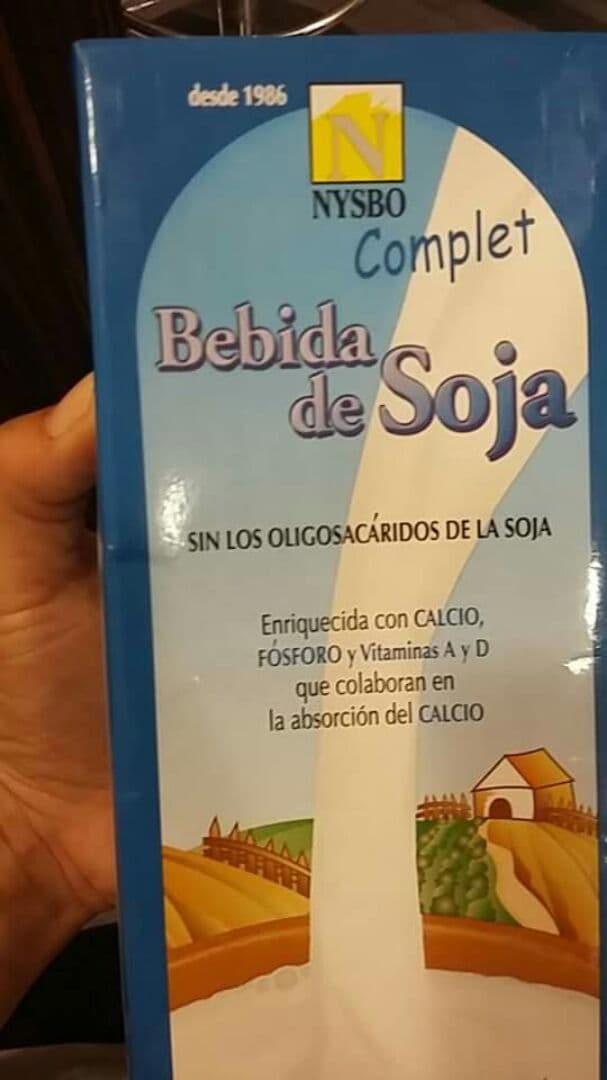 desde 1986
N
NYSBO
Complet
Bebida
de Soja
SIN LOS OLIGOSACÁRIDOS DE LA SOJA
Enriquecida con CALCIO,
FÓSFORO y Vitaminas A y D
que colaboran en
la absorción del CALCIO